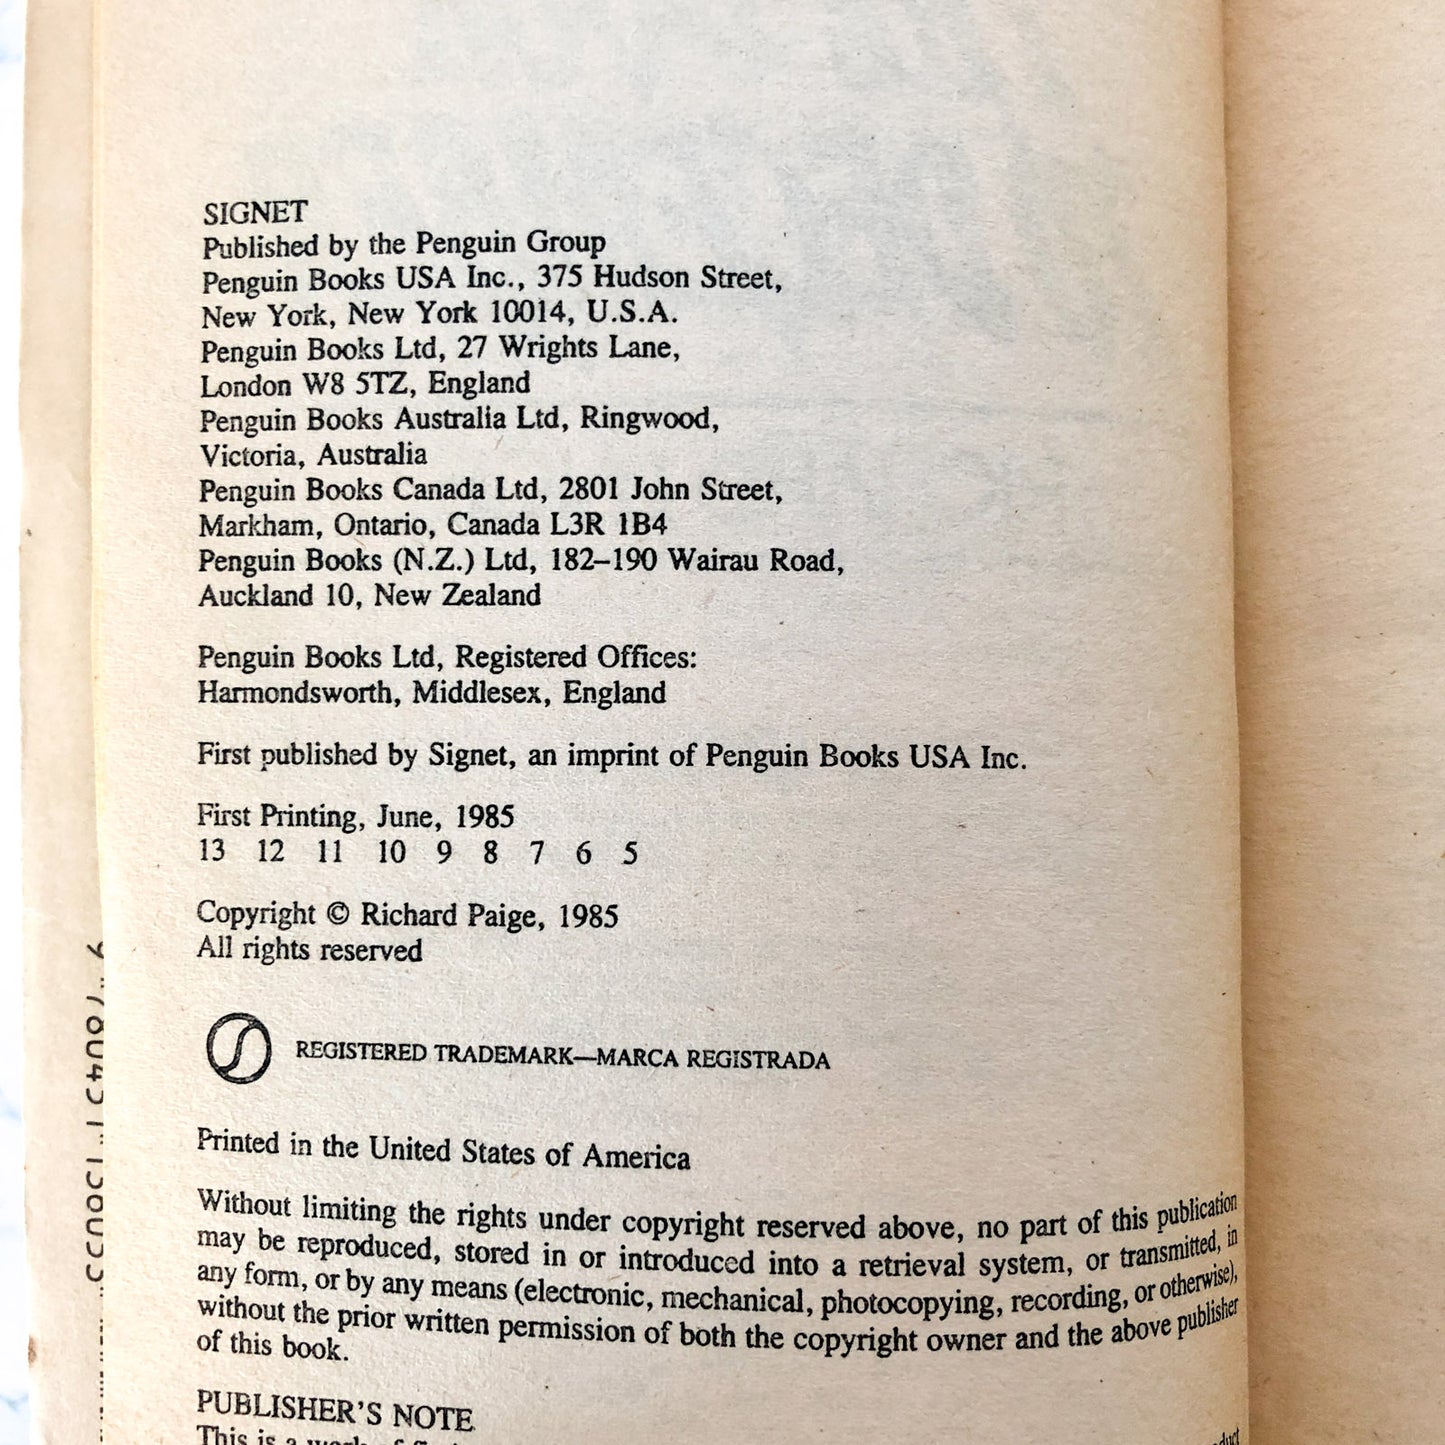 SIGNET
Published by the Penguin Group
Penguin Books USA Inc., 375 Hudson Street,
New York, New York 10014, U.S.A.
Penguin Books Ltd, 27 Wrights Lane,
London W8 5TZ, England
Penguin Books Australia Ltd, Ringwood,
Victoria, Australia
Penguin Books Canada Ltd, 2801 John Street,
Markham, Ontario, Canada L3R 1B4
Penguin Books (N.Z.) Ltd, 182–190 Wairau Road,
Auckland 10, New Zealand
Penguin Books Ltd, Registered Offices:
Harmondsworth, Middlesex, England
First published by Signet, an imprint of Penguin Books USA Inc.
First Printing, June, 1985
13 12 11 10 9 8 7 6 5
Copyright © Richard Paige, 1985
All rights reserved
REGISTERED TRADEMARK—MARCA REGISTRADA
Printed in the United States of America
Without limiting the rights under copyright reserved above, no part of this publication
may be reproduced, stored in or introduced into a retrieval system, or transmitted, in
any form, or by any means (electronic, mechanical, photocopying, recording, or otherwise),
without the prior written permission of both the copyright owner and the above publisher
of this book.
PUBLISHER'S NOTE
This is a work of